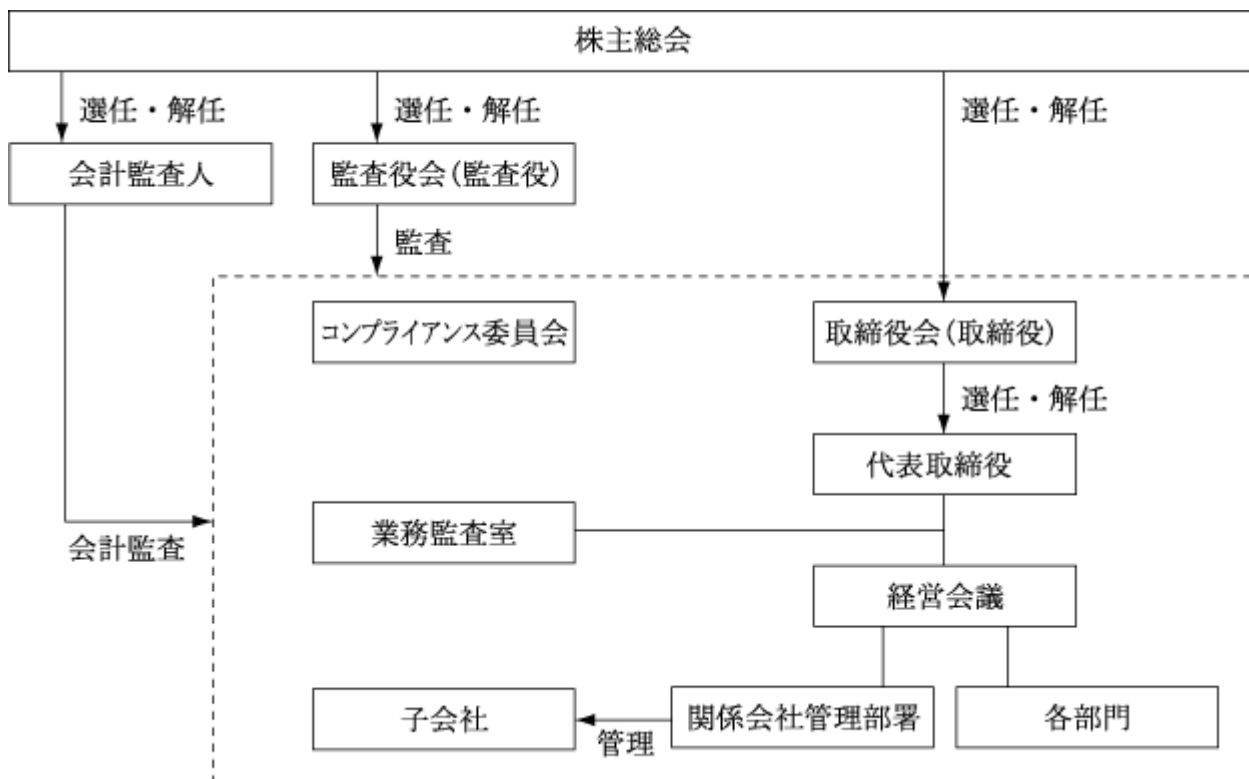 株主総会
選任・解任
選任・解任
選任・解任
会計監査人
監査役会(監査役)
監査
コンプライアンス委員会
取締役会(取締役)
選任・解任
代表取締役
業務監査室
会計監査
経営会議
子会社
関係会社管理部署
各部門
管理